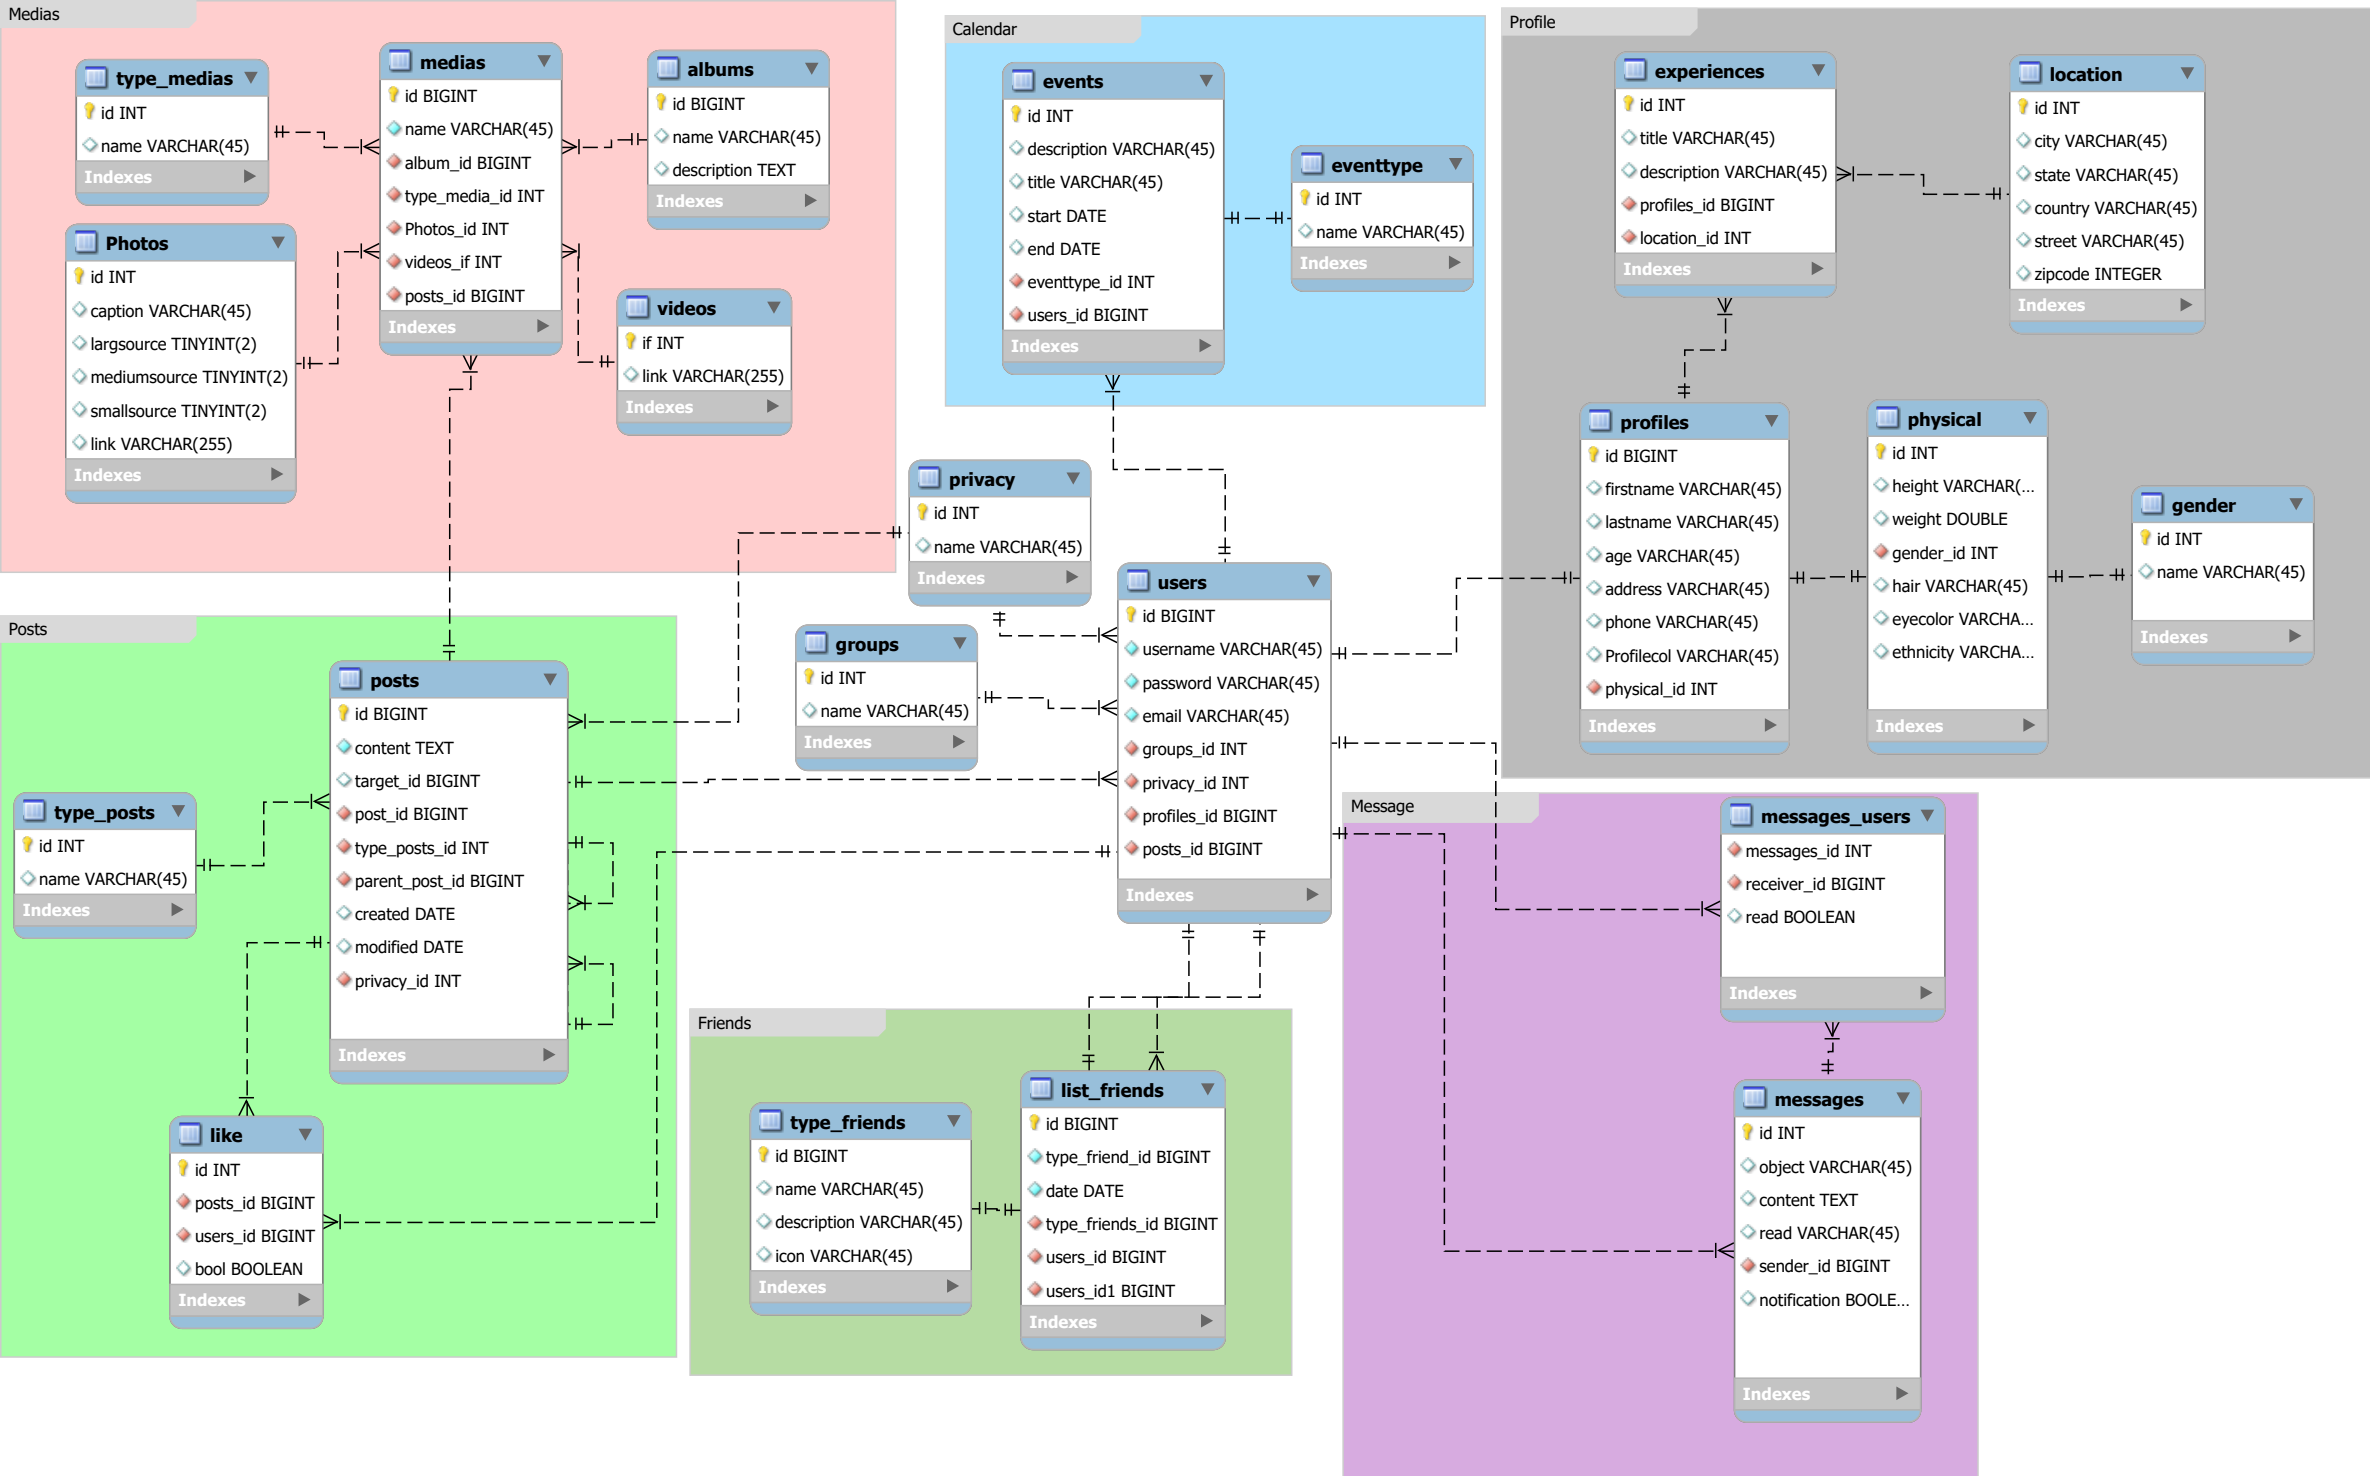 Medias
type_medias
id INT
name VARCHAR(45)
Indexes
medias
id BIGINT
name VARCHAR(45)
album_id BIGINT
type_media_id INT
Photos_id INT
videos_if INT
posts_id BIGINT
Indexes
albums
id BIGINT
name VARCHAR(45)
description TEXT
Indexes
Photos
id INT
caption VARCHAR(45)
largsource TINYINT(2)
mediumsource TINYINT(2)
smallsource TINYINT(2)
link VARCHAR(255)
Indexes
videos
if INT
link VARCHAR(255)
Indexes
Calendar
events
id INT
description VARCHAR(45)
title VARCHAR(45)
start DATE
end DATE
eventtype_id INT
users_id BIGINT
Indexes
eventtype
id INT
name VARCHAR(45)
Indexes
Profile
experiences
id INT
title VARCHAR(45)
description VARCHAR(45)
profiles_id BIGINT
location_id INT
Indexes
location
id INT
city VARCHAR(45)
state VARCHAR(45)
country VARCHAR(45)
street VARCHAR(45)
zipcode INTEGER
Indexes
profiles
id BIGINT
firstname VARCHAR(45)
lastname VARCHAR(45)
age VARCHAR(45)
address VARCHAR(45)
phone VARCHAR(45)
Profilecol VARCHAR(45)
physical_id INT
Indexes
physical
id INT
height VARCHAR(...
weight DOUBLE
gender_id INT
hair VARCHAR(45)
eyecolor VARCHA...
ethnicity VARCHA...
Indexes
gender
id INT
name VARCHAR(45)
Indexes
privacy
id INT
name VARCHAR(45)
Indexes
groups
id INT
name VARCHAR(45)
Indexes
users
id BIGINT
username VARCHAR(45)
password VARCHAR(45)
email VARCHAR(45)
groups_id INT
privacy_id INT
profiles_id BIGINT
posts_id BIGINT
Indexes
Posts
posts
id BIGINT
content TEXT
target_id BIGINT
post_id BIGINT
type_posts_id INT
parent_post_id BIGINT
created DATE
modified DATE
privacy_id INT
Indexes
type_posts
id INT
name VARCHAR(45)
Indexes
like
id INT
posts_id BIGINT
users_id BIGINT
bool BOOLEAN
Indexes
Friends
type_friends
id BIGINT
name VARCHAR(45)
description VARCHAR(45)
icon VARCHAR(45)
Indexes
list_friends
id BIGINT
type_friend_id BIGINT
date DATE
type_friends_id BIGINT
users_id BIGINT
users_id1 BIGINT
Indexes
Message
messages_users
messages_id INT
receiver_id BIGINT
read BOOLEAN
Indexes
messages
id INT
object VARCHAR(45)
content TEXT
read VARCHAR(45)
sender_id BIGINT
notification BOOLE...
Indexes